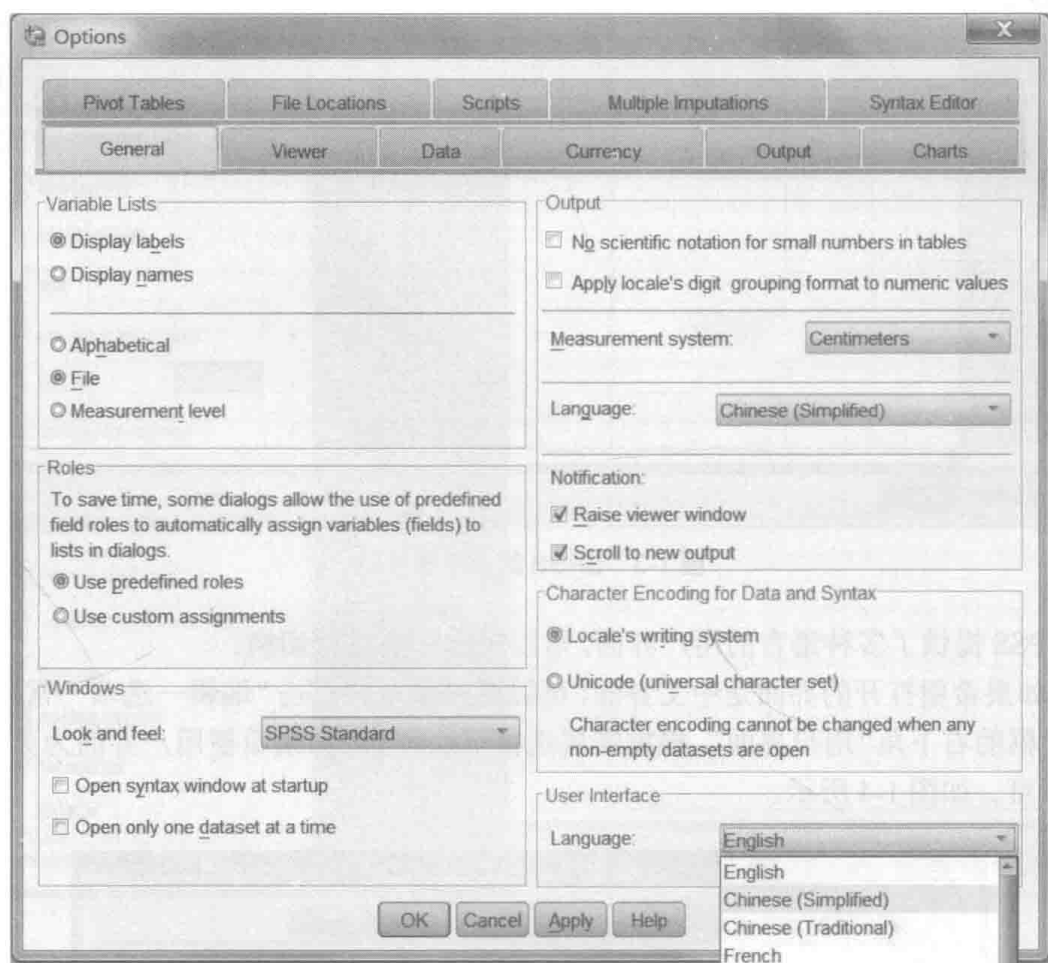 Options
Pivot Tables
File Locations
Scripts
Multiple Imputations
Syntax Editor
General
Viewer
Data
Currency
Output
Charts
Variable Lists
Display labels
Display names
Alphabetical
File
Measurement level
Roles
To save time, some dialogs allow the use of predefined
field roles to automatically assign variables (fields) to
lists in dialogs.
Use predefined roles
Use custom assignments
Windows
Look and feel:
SPSS Standard
Open syntax window at startup
Open only one dataset at a time
Output
No scientific notation for small numbers in tables
Apply locale's digit grouping format to numeric values
Measurement system:
Centimeters
Language:
Chinese (Simplified)
Notification:
Raise viewer window
Scroll to new output
Character Encoding for Data and Syntax
Locale's writing system
Unicode (universal character set)
Character encoding cannot be changed when any
non-empty datasets are open
User Interface
Language:
English
English
Chinese (Simplified)
Chinese (Traditional)
French
OK
Cancel
Apply
Help